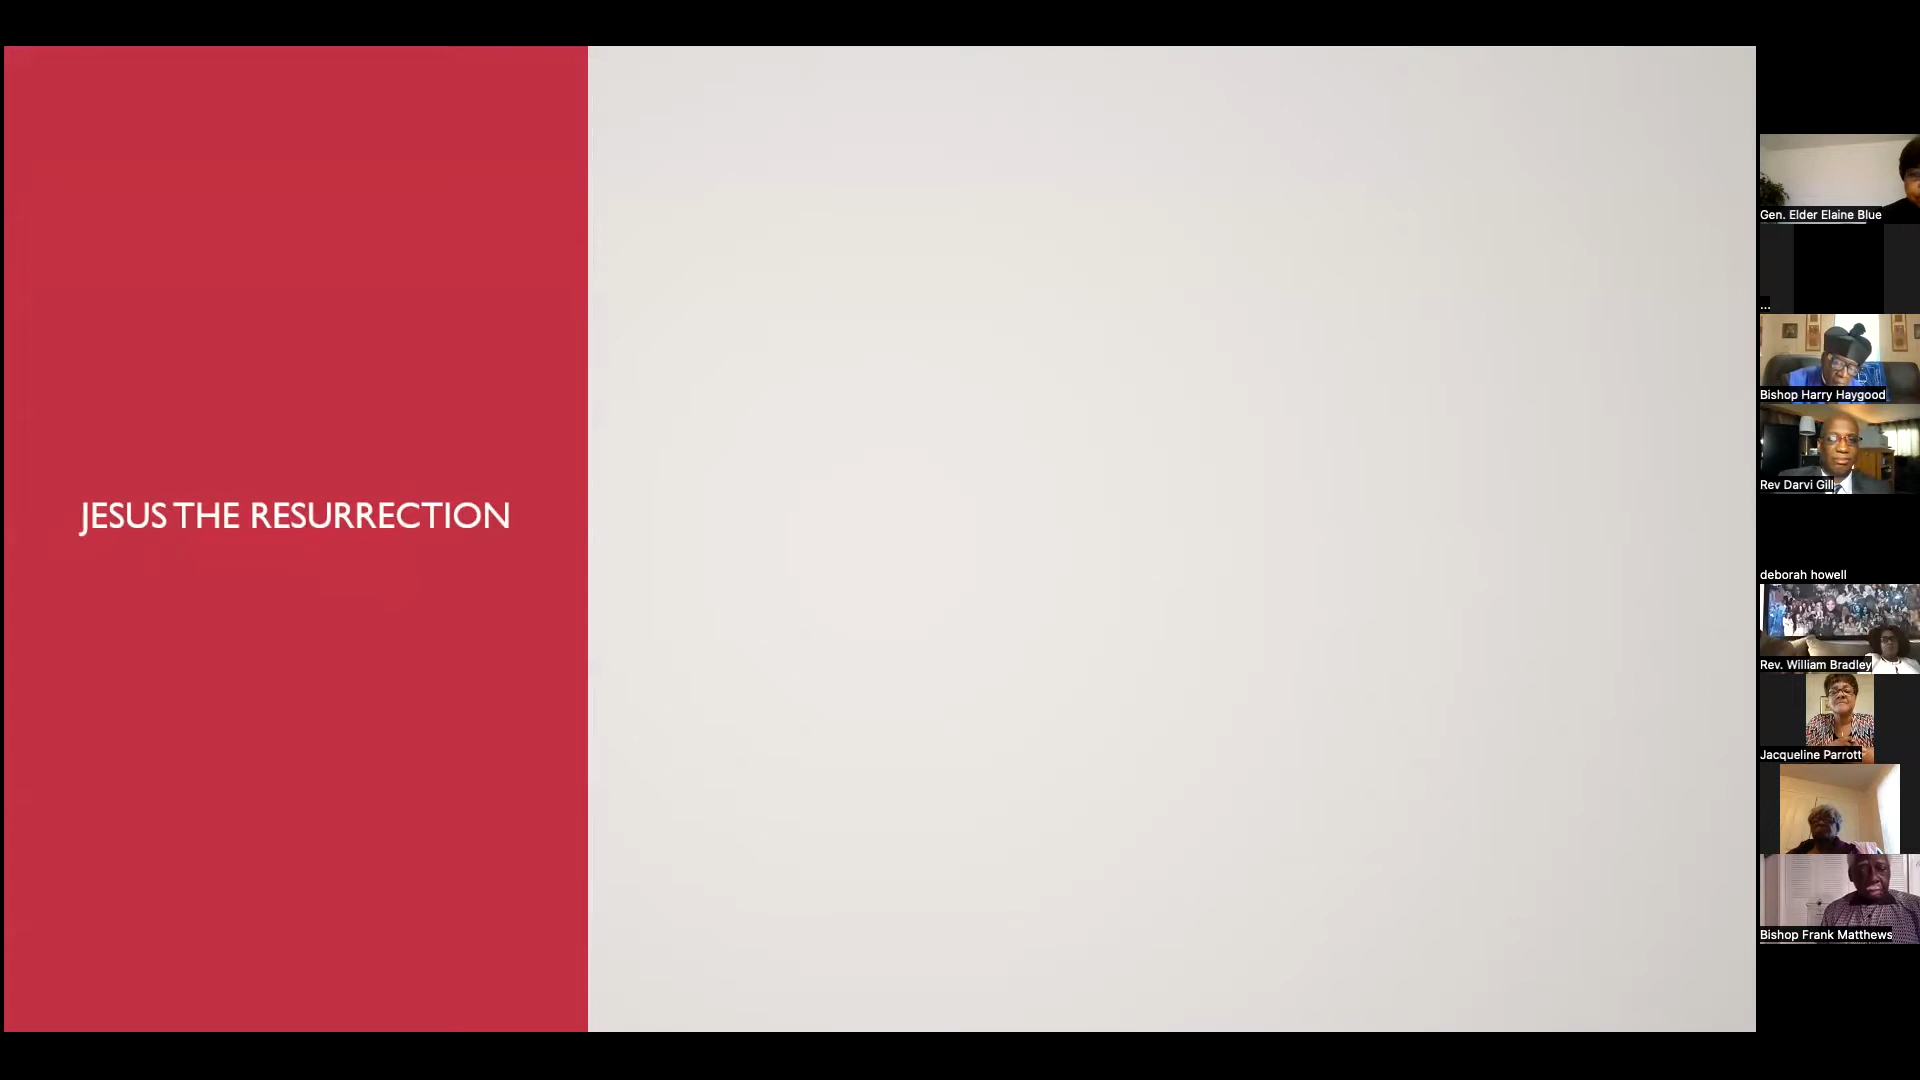 JESUS THE RESURRECTION
Gen. Elder Elaine Blue
...
Bishop Harry Haygood
Rev Darvi Gill
deborah howell
Rev. William Bradley
Jacqueline Parrott
Bishop Frank Matthews